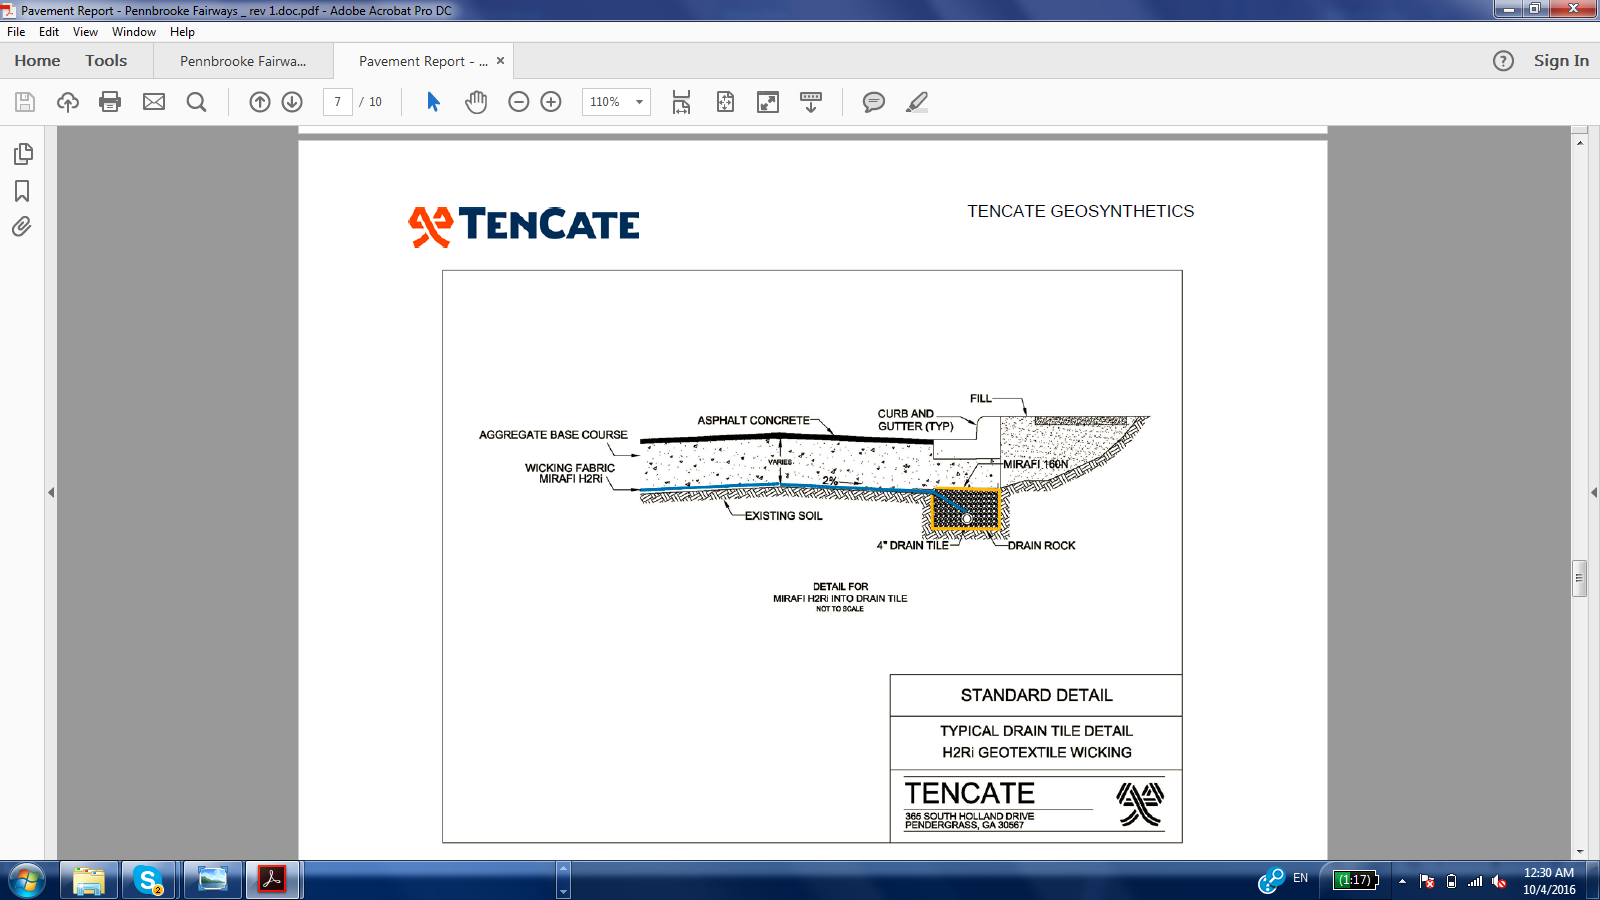 Pavement Report - Pennbrooke Fairways _ rev 1.doc.pdf - Adobe Acrobat Pro DC
File Edit View Window Help
Home Tools Pennbrooke Fairwa... Pavement Report - ... Sign In
7 / 10 110%
TENCATE
TENCATE GEOSYNTHETICS
FILL
CURB AND
GUTTER (TYP)
ASPHALT CONCRETE
AGGREGATE BASE COURSE
VARIES
MIRAFI 160N
WICKING FABRIC
MIRAFI H2Ri
2%
EXISTING SOIL
4" DRAIN TILE
DRAIN ROCK
DETAIL FOR
MIRAFI H2Ri INTO DRAIN TILE
NOT TO SCALE
STANDARD DETAIL
TYPICAL DRAIN TILE DETAIL
H2Ri GEOTEXTILE WICKING
TENCATE
365 SOUTH HOLLAND DRIVE
PENDERGRASS, GA 30567
2
EN
(1:17)
12:30 AM
10/4/2016